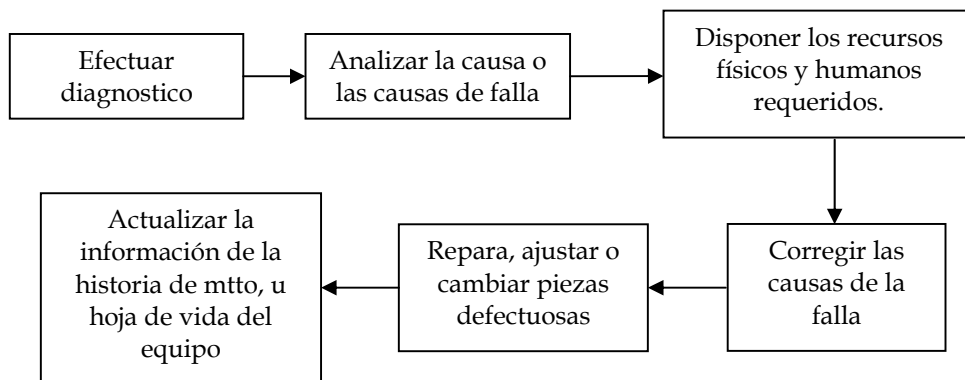 Efectuar
diagnostico
Analizar la causa o
las causas de falla
Disponer los recursos
físicos y humanos
requeridos.
Corregir las
causas de la
falla
Repara, ajustar o
cambiar piezas
defectuosas
Actualizar la
información de la
historia de mtto, u
hoja de vida del
equipo